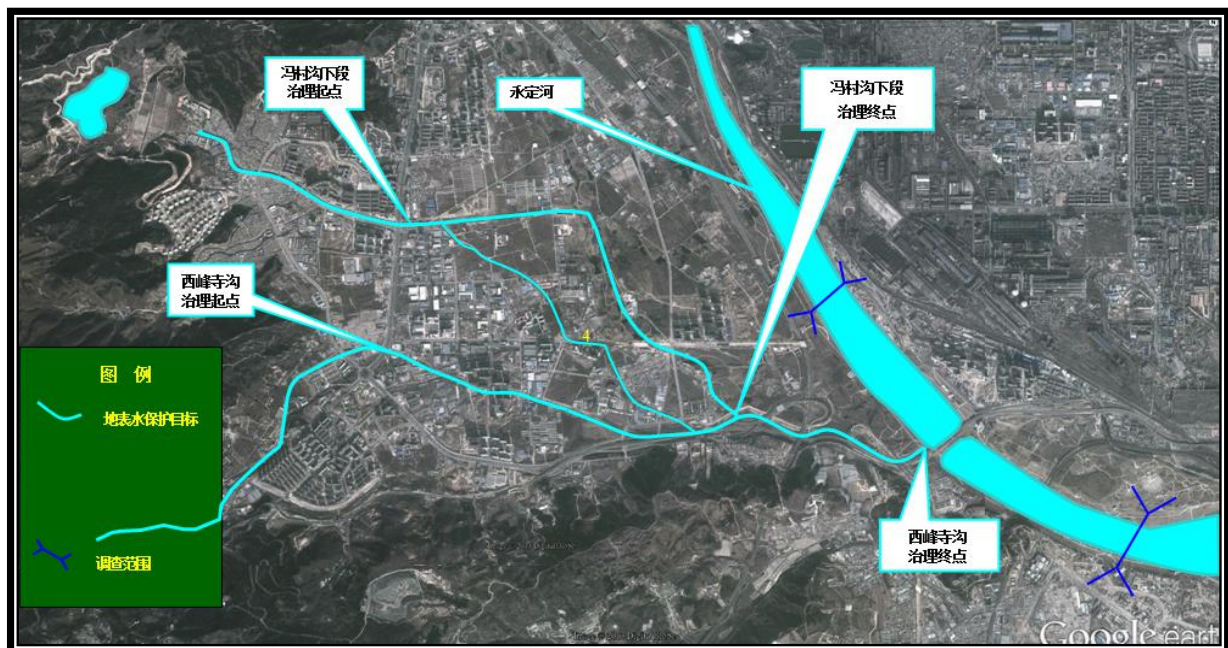 冯村沟下段
治理起点
永定河
冯村沟下段
治理终点
西峰寺沟
治理起点
4
图 例
地表水保护目标
调查范围
西峰寺沟
治理终点
Google eart